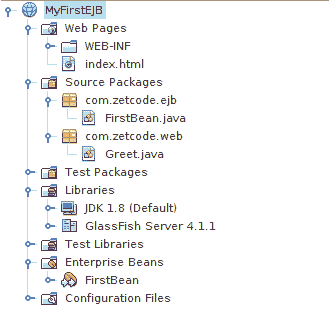 MyFirstEJB
Web Pages
WEB-INF
index.html
Source Packages
com.zetcode.ejb
FirstBean.java
com.zetcode.web
Greet.java
Test Packages
Libraries
JDK 1.8 (Default)
GlassFish Server 4.1.1
Test Libraries
Enterprise Beans
FirstBean
Configuration Files